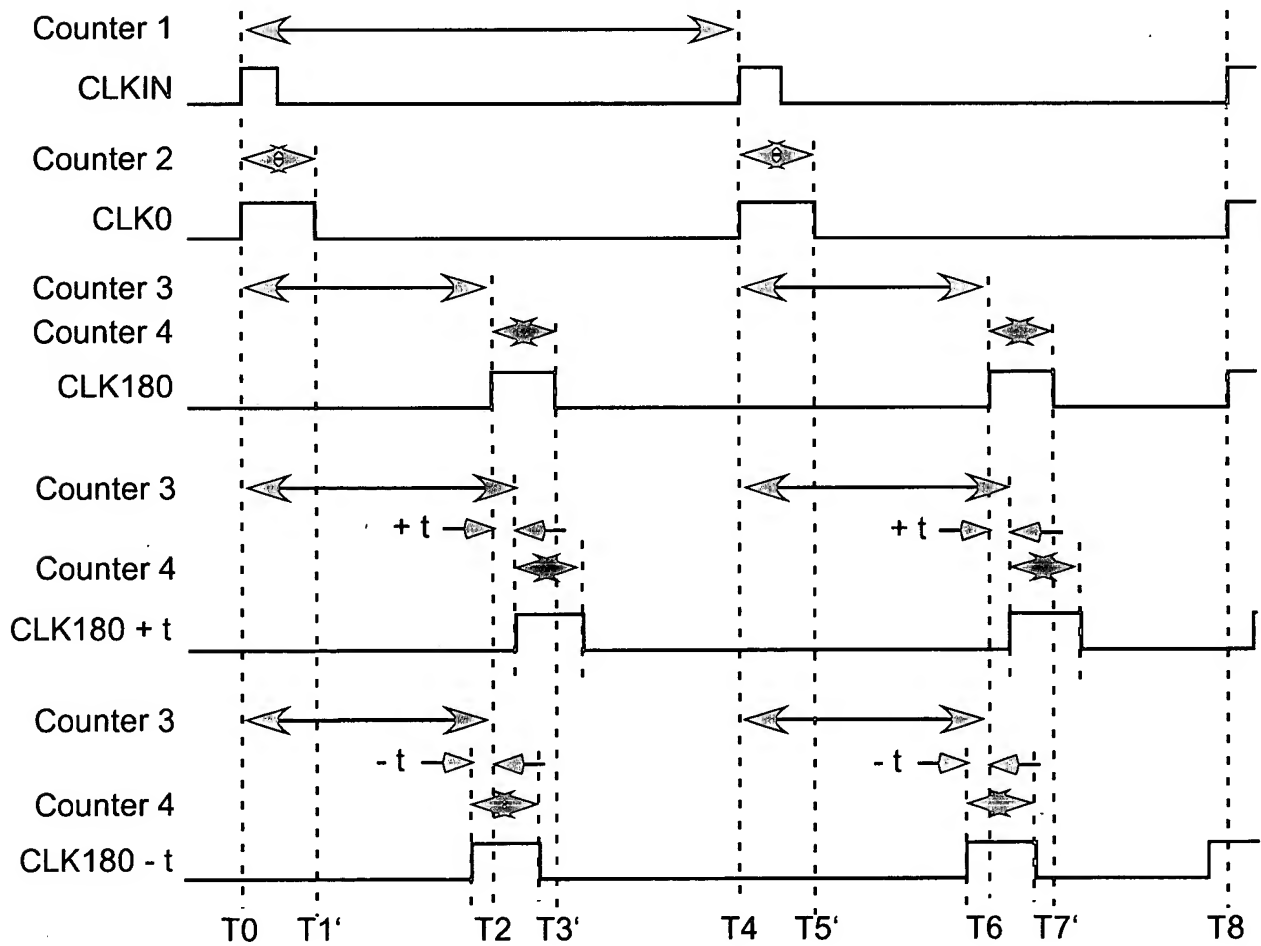 Counter 1
CLKIN
Counter 2
θ θ
CLK0
Counter 3
Counter 4
CLK180
Counter 3
+ t + t
Counter 4
CLK180 + t
Counter 3
- t - t
Counter 4
CLK180 - t
T0 T1' T2 T3' T4 T5' T6 T7' T8